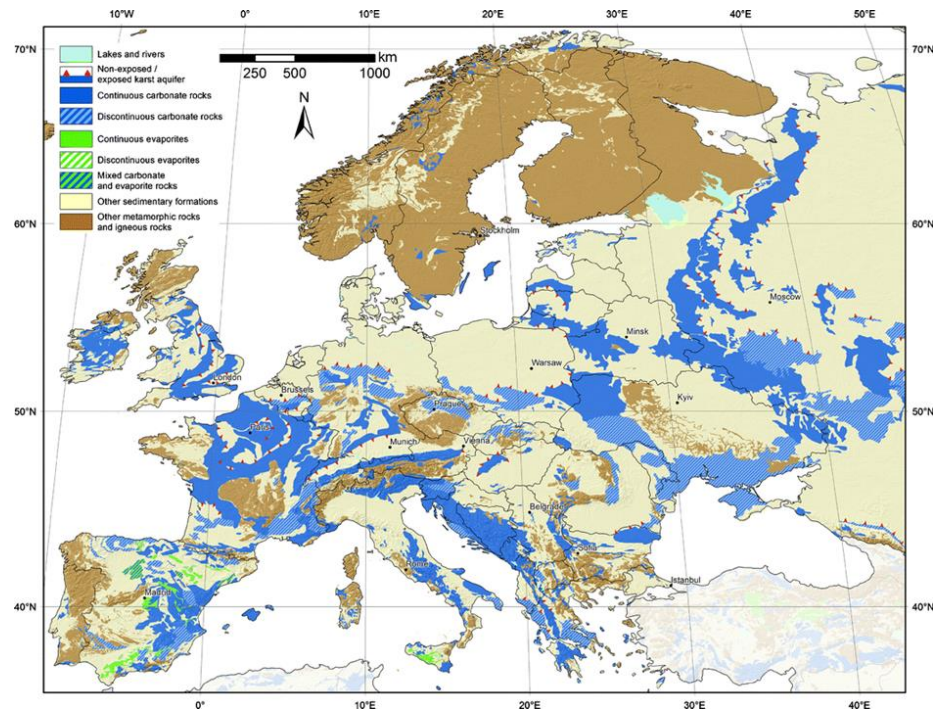 10°W 0° 10°E 20°E 30°E 40°E 50°E
70°N 70°N
Lakes and rivers
Non-exposed /
exposed karst aquifer
Continuous carbonate rocks
Discontinuous carbonate rocks
Continuous evaporites
Discontinuous evaporites
Mixed carbonate
and evaporite rocks
Other sedimentary formations
Other metamorphic rocks
and igneous rocks
km
250 500 1000
N
60°N 60°N
Stockholm
Moscow
Minsk
London
Warsaw
Brussels
Kyiv
Prague
50°N 50°N
Paris
Munich
Vienna
Belgrade
Rome
Istanbul
Madrid
40°N 40°N
0° 10°E 20°E 30°E 40°E